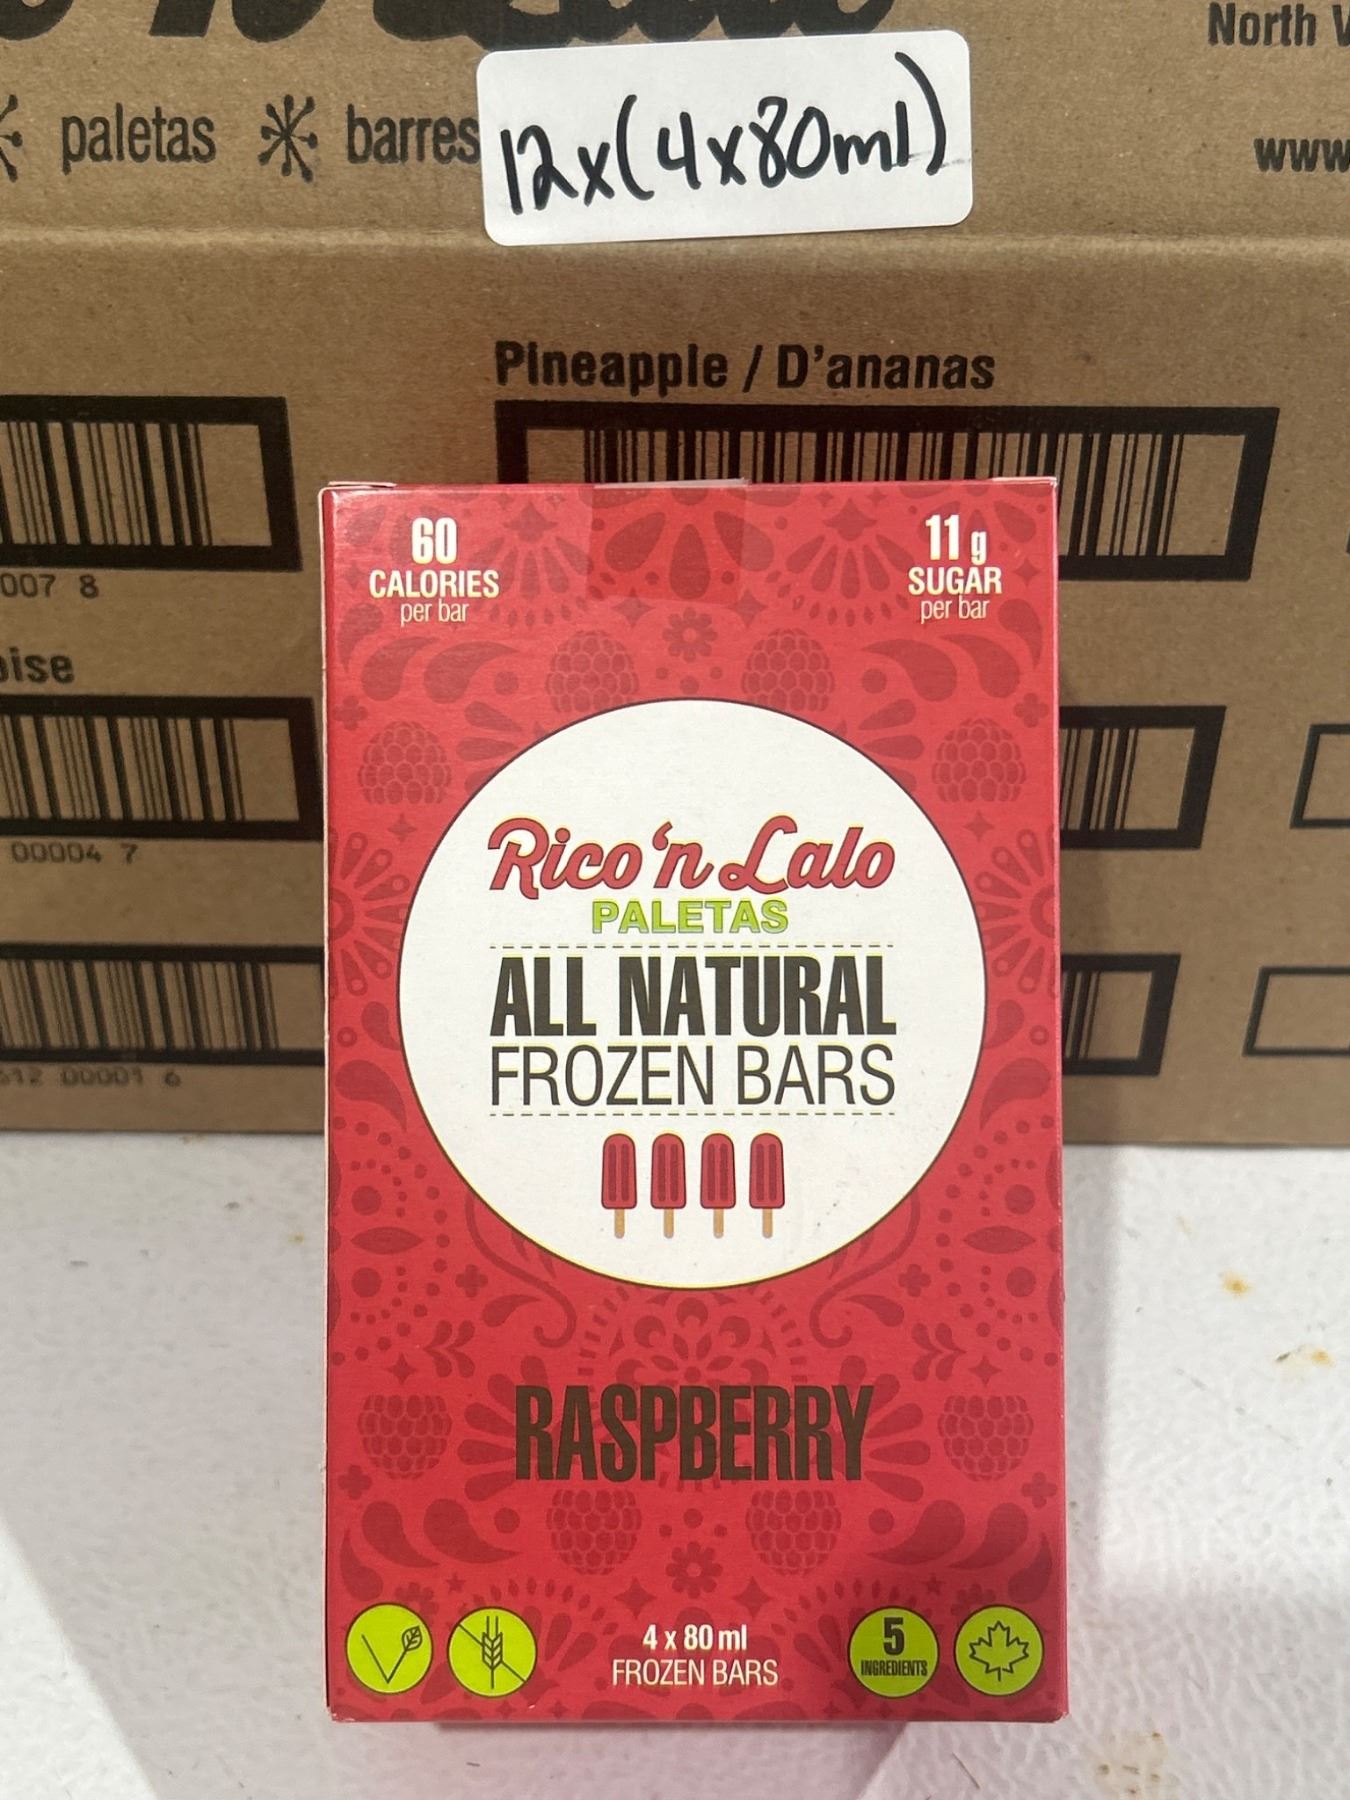 North
paletas * barres
www
12x(4x80ml)
Pineapple / D'ananas
007 8
00004 7
00001 6
60
CALORIES
per bar
11 g
SUGAR
per bar
Rico 'n Lalo
PALETAS
ALL NATURAL
FROZEN BARS
RASPBERRY
4 x 80 ml
FROZEN BARS
5
INGREDIENTS